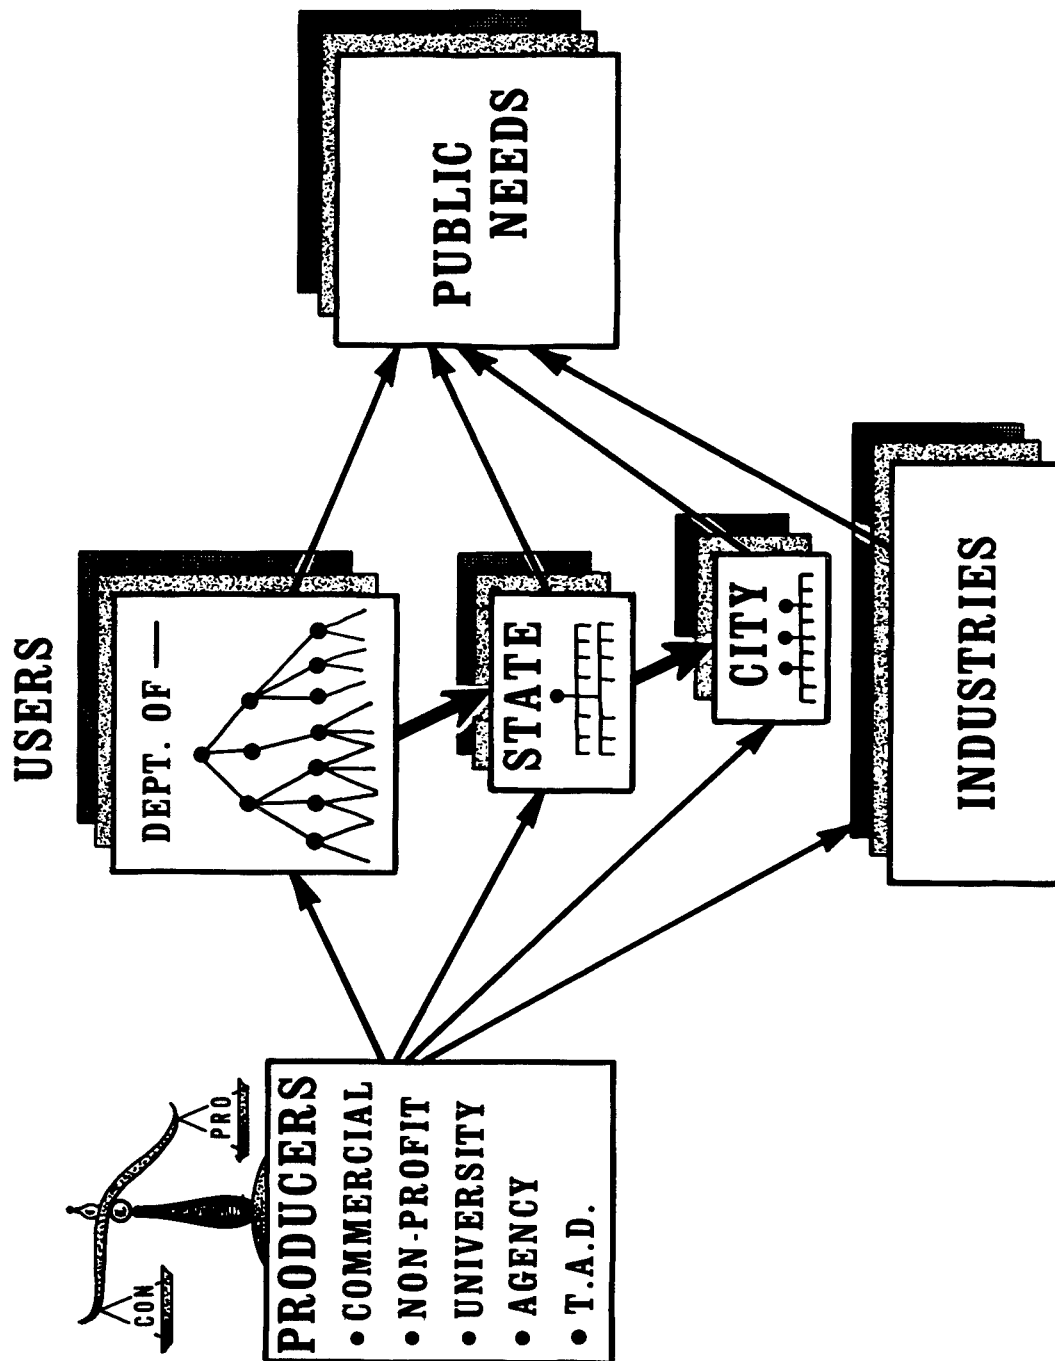 USERS
CON
PRO
PRODUCERS
• COMMERCIAL
• NON-PROFIT
• UNIVERSITY
• AGENCY
• T.A.D.
DEPT. OF —
STATE
CITY
INDUSTRIES
PUBLIC
NEEDS